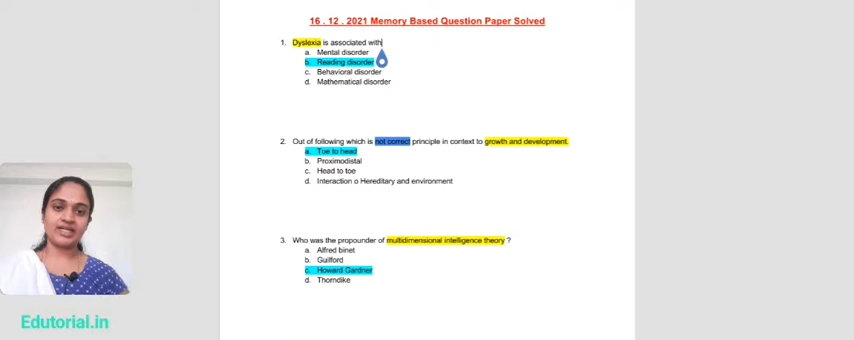 16 . 12 . 2021 Memory Based Question Paper Solved
1. Dyslexia is associated with
a. Mental disorder
b. Reading disorder
c. Behavioral disorder
d. Mathematical disorder
2. Out of following which is not correct principle in context to growth and development.
a. Toe to head
b. Proximodistal
c. Head to toe
d. Interaction o Hereditary and environment
3. Who was the propounder of multidimensional intelligence theory ?
a. Alfred binet
b. Guilford
c. Howard Gardner
d. Thorndike
Edutorial.in